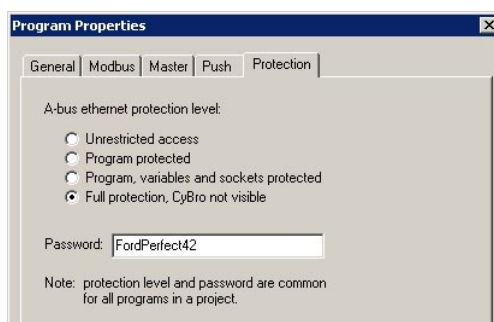 Program Properties
General Modbus Master Push Protection
A-bus ethernet protection level:
Unrestricted access
Program protected
Program, variables and sockets protected
Full protection, CyBro not visible
Password: FordPerfect42
Note: protection level and password are common
for all programs in a project.